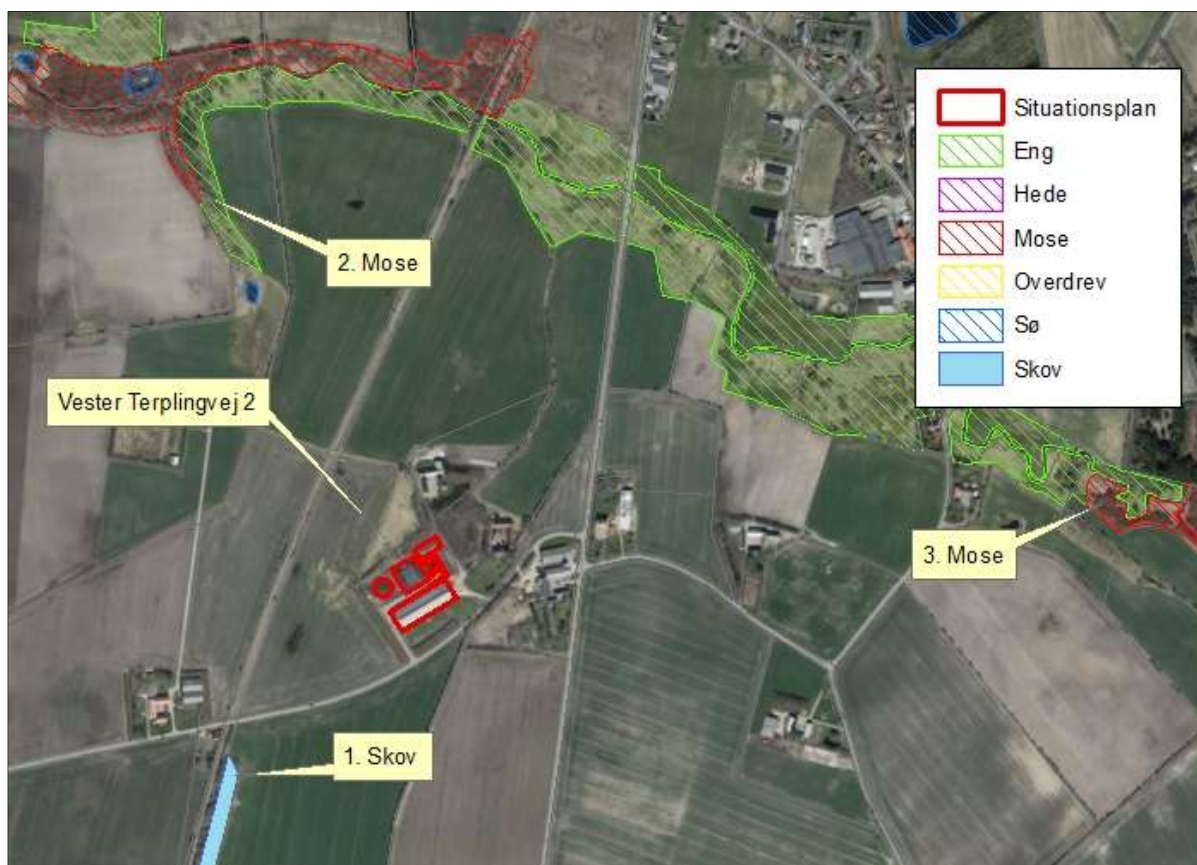 Situationsplan
Eng
Hede
Mose
Overdrev
Sø
Skov
2. Mose
Vester Terplingvej 2
3. Mose
1. Skov